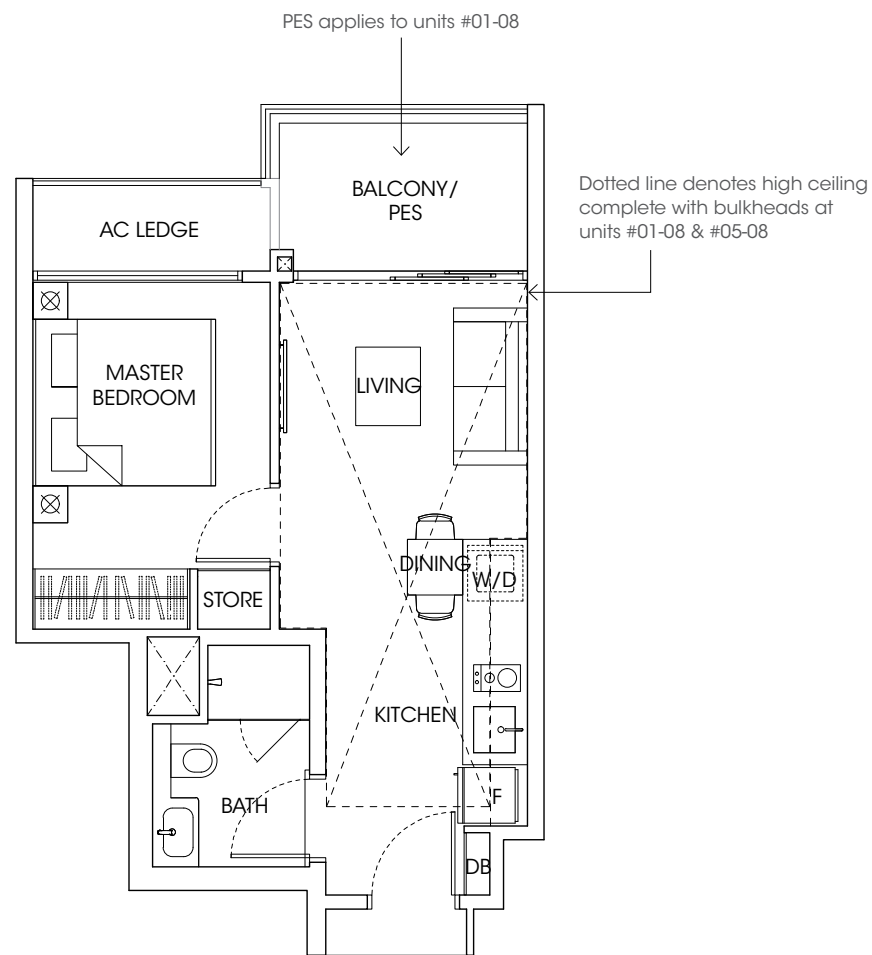 PES applies to units #01-08
BALCONY/
PES
Dotted line denotes high ceiling
complete with bulkheads at
units #01-08 & #05-08
AC LEDGE
MASTER
BEDROOM
LIVING
DINING
W/D
STORE
KITCHEN
F
BATH
DB